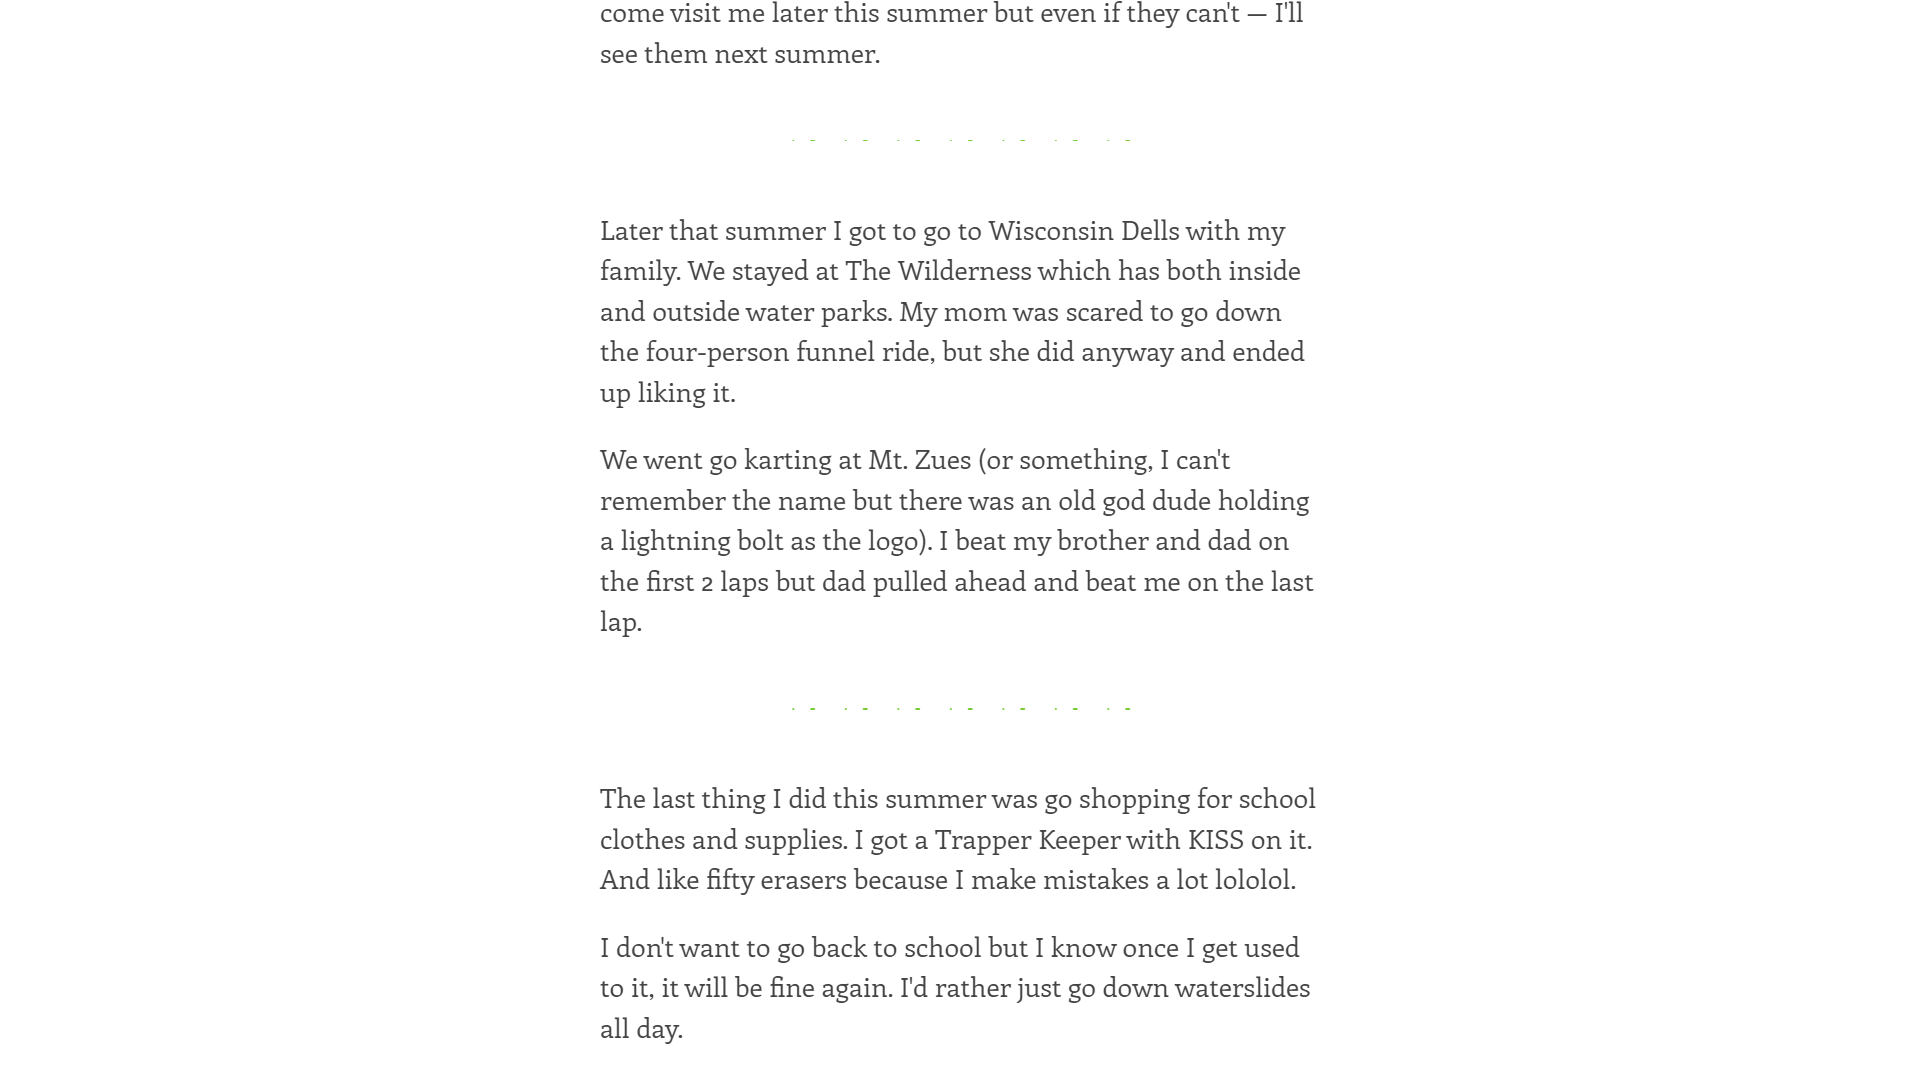 come visit me later this summer but even if they can't — I'll
see them next summer.
Later that summer I got to go to Wisconsin Dells with my
family. We stayed at The Wilderness which has both inside
and outside water parks. My mom was scared to go down
the four-person funnel ride, but she did anyway and ended
up liking it.
We went go karting at Mt. Zues (or something, I can't
remember the name but there was an old god dude holding
a lightning bolt as the logo). I beat my brother and dad on
the first 2 laps but dad pulled ahead and beat me on the last
lap.
The last thing I did this summer was go shopping for school
clothes and supplies. I got a Trapper Keeper with KISS on it.
And like fifty erasers because I make mistakes a lot lololol.
I don't want to go back to school but I know once I get used
to it, it will be fine again. I'd rather just go down waterslides
all day.